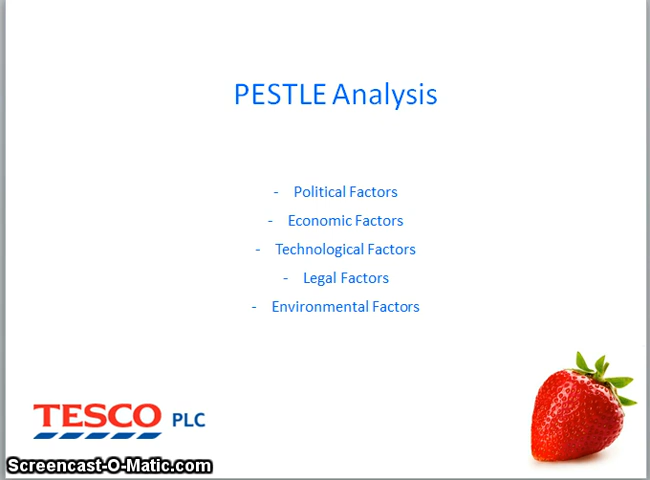 PESTLE Analysis
- Political Factors
- Economic Factors
- Technological Factors
- Legal Factors
- Environmental Factors
TESCO PLC
Screencast-O-Matic.com